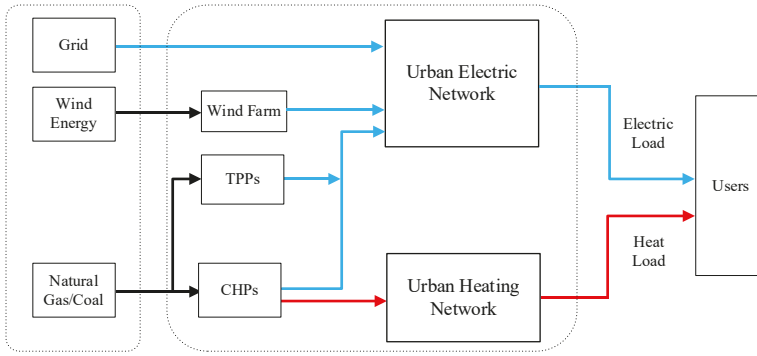 Grid
Wind
Energy
Natural
Gas/Coal
Wind Farm
TPPs
CHPs
Urban Electric
Network
Urban Heating
Network
Electric
Load
Heat
Load
Users